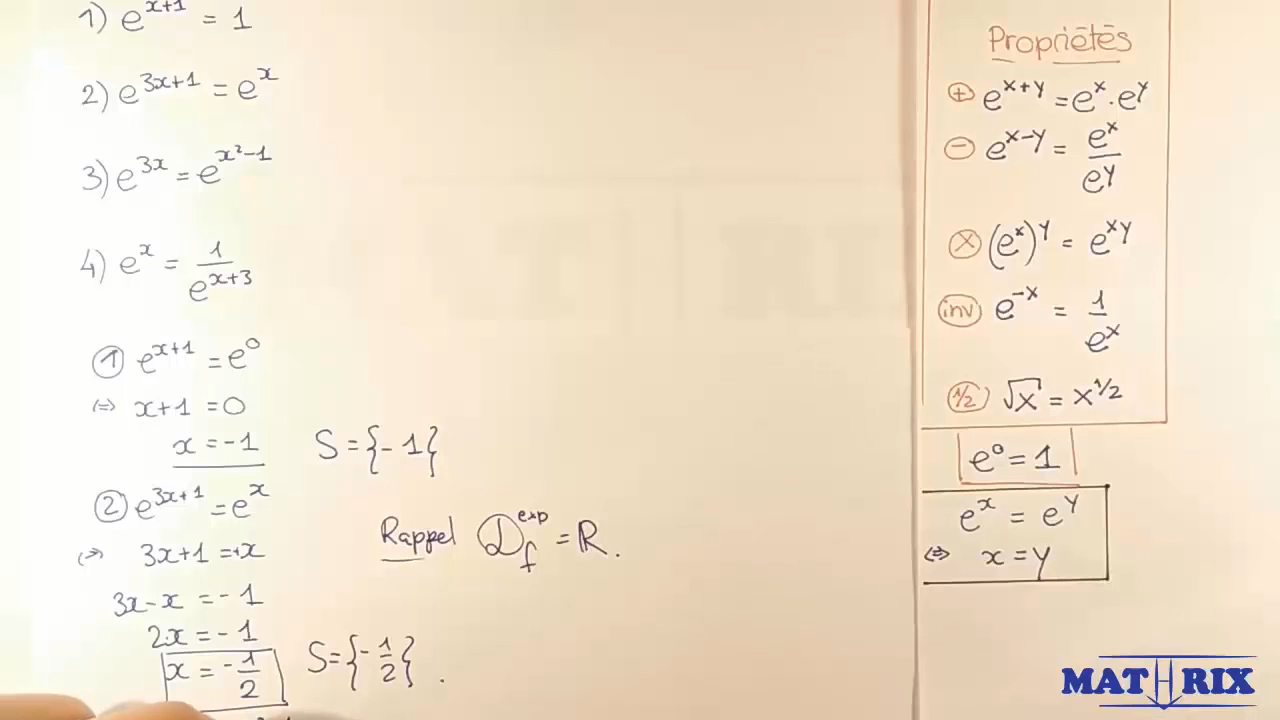 1) e^{x+1} = 1
2) e^{3x+1} = e^x
3) e^{3x} = e^{x²-1}
4) e^x = 1/e^{x+3}
① e^{x+1} = e^0
⇔ x+1 = 0
x = -1 S = {-1}
② e^{3x+1} = e^x
⇔ 3x+1 = +x
Rappel D_f^{exp} = ℝ.
3x-x = -1
2x = -1
x = -1/2 S = {-1/2}.
Propriētēs
⊕ e^{x+y} = e^x · e^y
⊖ e^{x-y} = e^x/e^y
⊗ (e^x)^y = e^{xy}
inv e^{-x} = 1/e^x
1/2 √x = x^{1/2}
e^0 = 1
e^x = e^y
⇔ x = y
MATHRIX